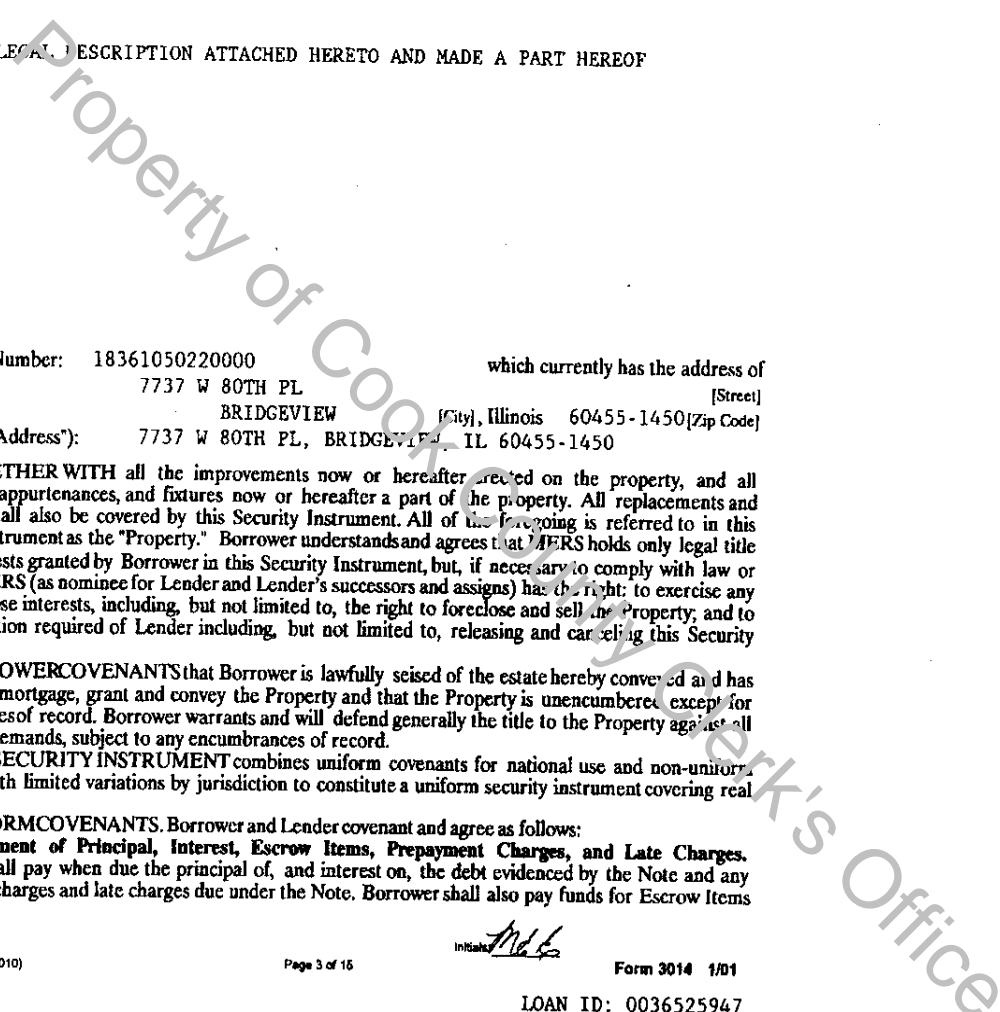 LEGAL DESCRIPTION ATTACHED HERETO AND MADE A PART HEREOF
Property of Cook County Clerk's Office
Number: 18361050220000 which currently has the address of
7737 W 80TH PL [Street]
BRIDGEVIEW [City], Illinois 60455-1450 [Zip Code]
Address"): 7737 W 80TH PL, BRIDGEVIEW, IL 60455-1450
ETHER WITH all the improvements now or hereafter erected on the property, and all
appurtenances, and fixtures now or hereafter a part of the property. All replacements and
all also be covered by this Security Instrument. All of the foregoing is referred to in this
trument as the "Property." Borrower understands and agrees that MERS holds only legal title
sts granted by Borrower in this Security Instrument, but, if necessary to comply with law or
RS (as nominee for Lender and Lender's successors and assigns) has the right: to exercise any
se interests, including, but not limited to, the right to foreclose and sell the Property; and to
ion required of Lender including, but not limited to, releasing and canceling this Security
OWER COVENANTS that Borrower is lawfully seised of the estate hereby conveyed and has
mortgage, grant and convey the Property and that the Property is unencumbered, except for
es of record. Borrower warrants and will defend generally the title to the Property against all
emands, subject to any encumbrances of record.
SECURITY INSTRUMENT combines uniform covenants for national use and non-uniform
th limited variations by jurisdiction to constitute a uniform security instrument covering real
ORM COVENANTS. Borrower and Lender covenant and agree as follows:
ment of Principal, Interest, Escrow Items, Prepayment Charges, and Late Charges.
all pay when due the principal of, and interest on, the debt evidenced by the Note and any
charges and late charges due under the Note. Borrower shall also pay funds for Escrow Items
Initials:
010) Page 3 of 15 Form 3014 1/01
LOAN ID: 0036525947